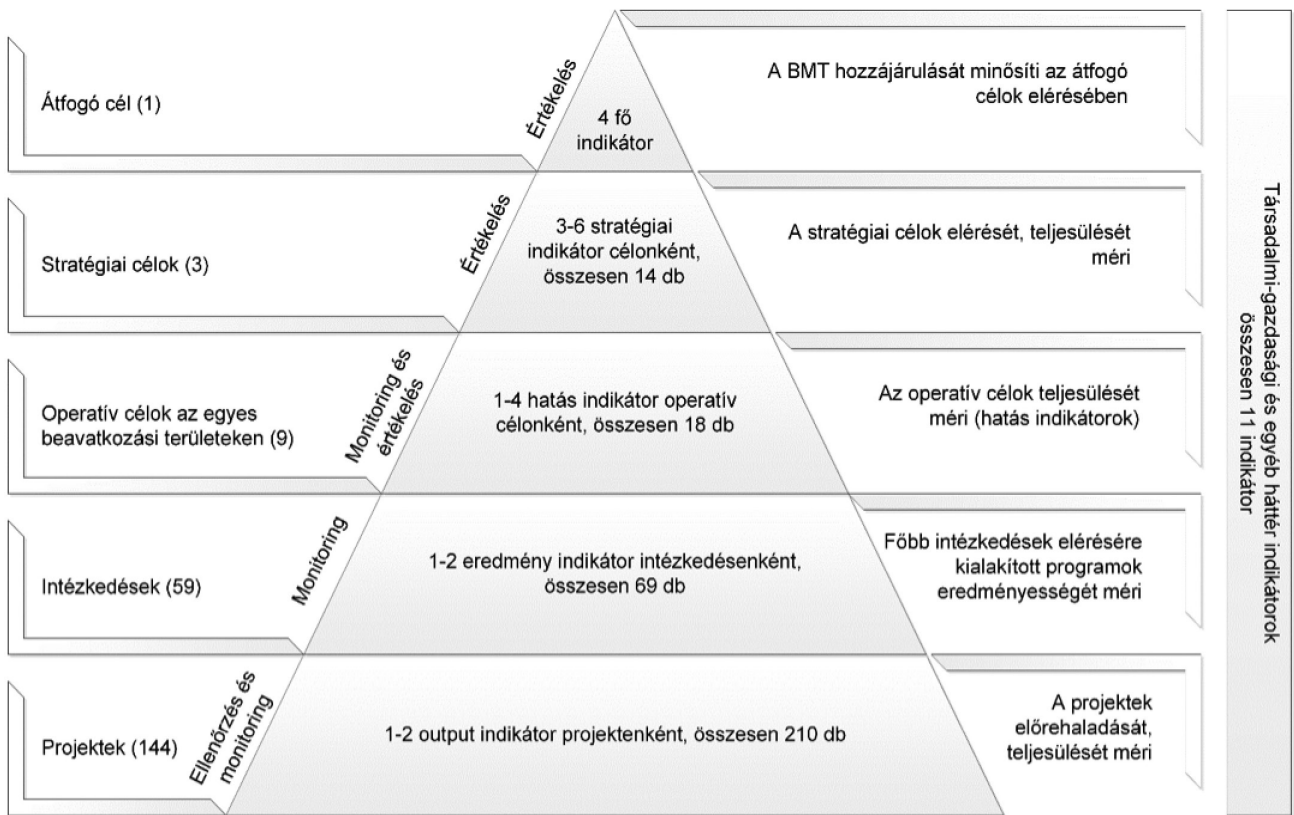 Átfogó cél (1)
Értékelés
4 fő
indikátor
A BMT hozzájárulását minősíti az átfogó
célok elérésében
Stratégiai célok (3)
Értékelés
3-6 stratégiai
indikátor célonként,
összesen 14 db
A stratégiai célok elérését, teljesülését
méri
Operatív célok az egyes
beavatkozási területeken (9)
Monitoring és
értékelés
1-4 hatás indikátor operatív
célonként, összesen 18 db
Az operatív célok teljesülését
méri (hatás indikátorok)
Intézkedések (59)
Monitoring
1-2 eredmény indikátor intézkedésenként,
összesen 69 db
Főbb intézkedések elérésére
kialakított programok
eredményességét méri
Projektek (144)
Ellenőrzés és
monitoring
1-2 output indikátor projektenként, összesen 210 db
A projektek
előrehaladását,
teljesülését méri
Társadalmi-gazdasági és egyéb háttér indikátorok
összesen 11 indikátor